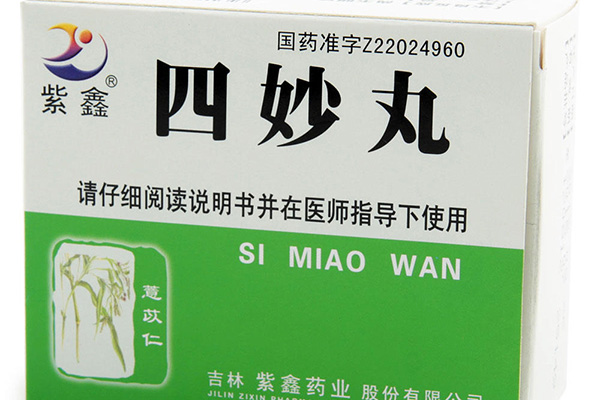 国药准字Z22024960
紫鑫®
四妙丸
请仔细阅读说明书并在医师指导下使用
SI MIAO WAN
薏苡仁
吉林 紫鑫药业 股份有限公司
JILIN ZIXIN